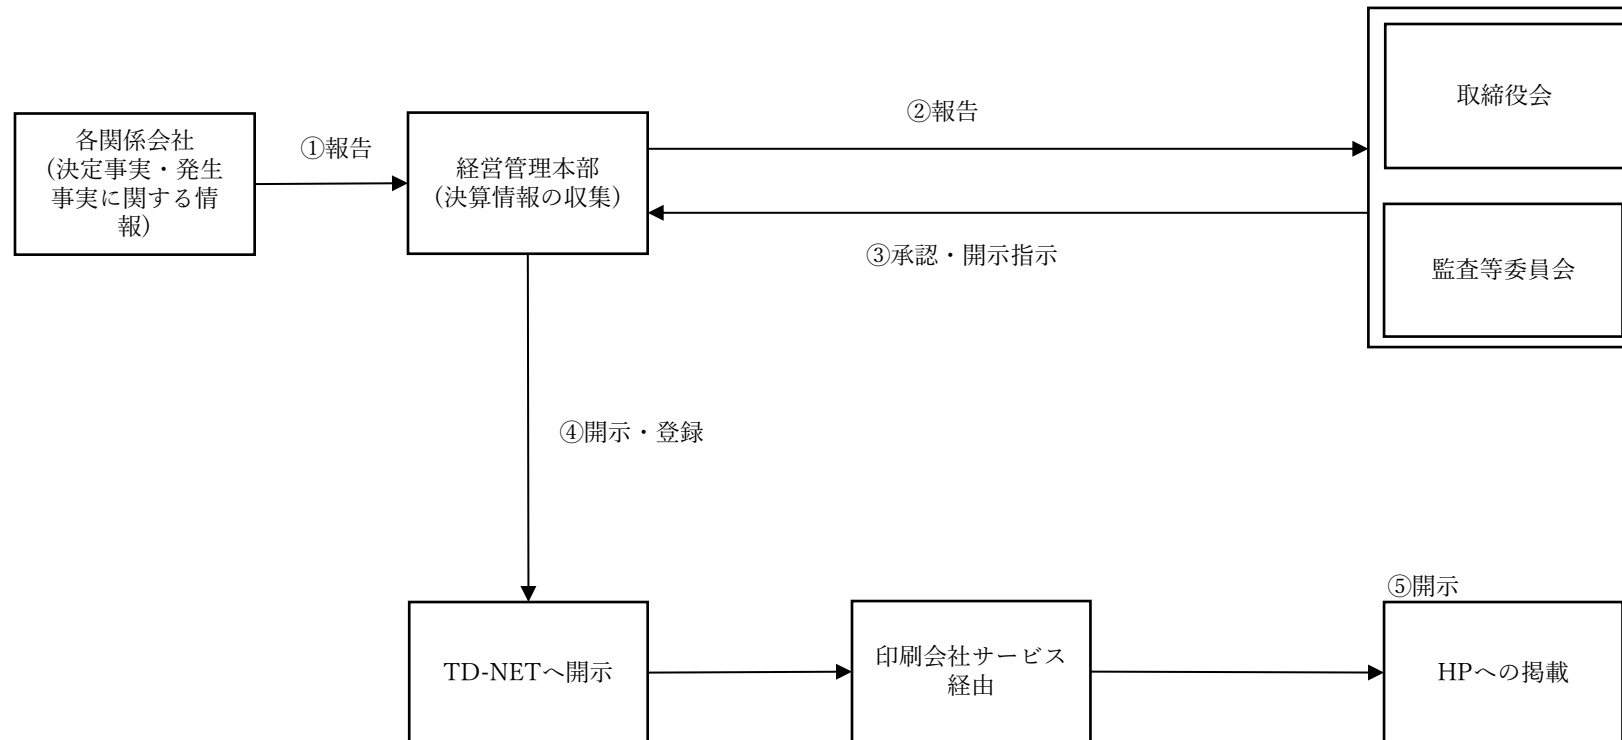 取締役会
②報告
各関係会社
(決定事実・発生
事実に関する情
報)
①報告
経営管理本部
(決算情報の収集)
③承認・開示指示
監査等委員会
④開示・登録
⑤開示
TD-NETへ開示
印刷会社サービス
経由
HPへの掲載